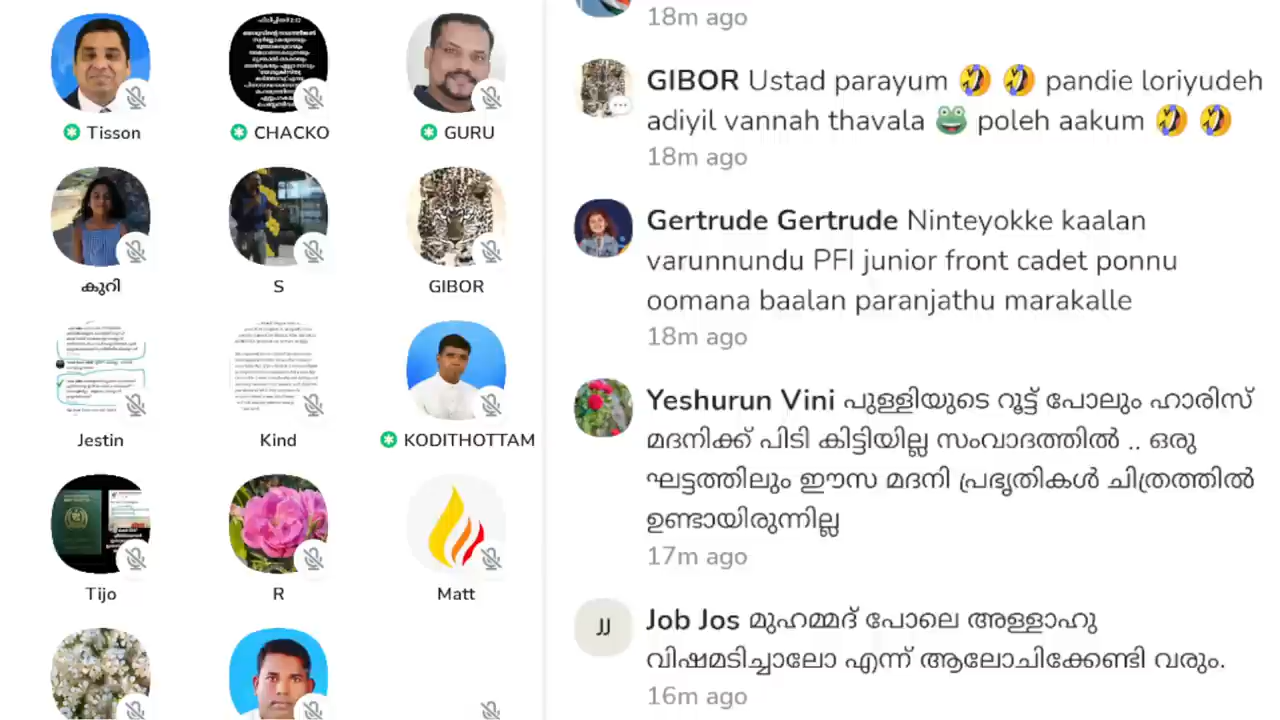 Tisson
CHACKO
GURU
കുറി
S
GIBOR
Jestin
Kind
KODITHOTTAM
Tijo
R
Matt
18m ago
GIBOR Ustad parayum 🤣 🤣 pandie loriyudeh
adiyil vannah thavala 🐸 poleh aakum 🤣 🤣
18m ago
Gertrude Gertrude Ninteyokke kaalan
varunnundu PFI junior front cadet ponnu
oomana baalan paranjathu marakalle
18m ago
Yeshurun Vini പുള്ളിയുടെ റൂട്ട് പോലും ഹാരിസ്
മദനിക്ക് പിടി കിട്ടിയില്ല സംവാദത്തിൽ .. ഒരു
ഘട്ടത്തിലും ഈസ മദനി പ്രഭൃതികൾ ചിത്രത്തിൽ
ഉണ്ടായിരുന്നില്ല
17m ago
JJ
Job Jos മുഹമ്മദ് പോലെ അള്ളാഹു
വിഷമടിച്ചാലോ എന്ന് ആലോചിക്കേണ്ടി വരും.
16m ago